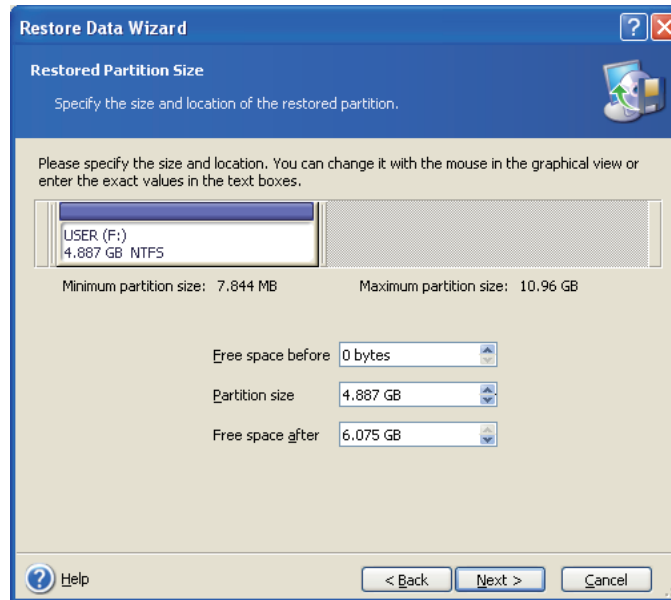 Restore Data Wizard
Restored Partition Size
Specify the size and location of the restored partition.
Please specify the size and location. You can change it with the mouse in the graphical view or
enter the exact values in the text boxes.
USER (F:)
4.887 GB NTFS
Minimum partition size: 7.844 MB Maximum partition size: 10.96 GB
Free space before 0 bytes
Partition size 4.887 GB
Free space after 6.075 GB
Help < Back Next > Cancel